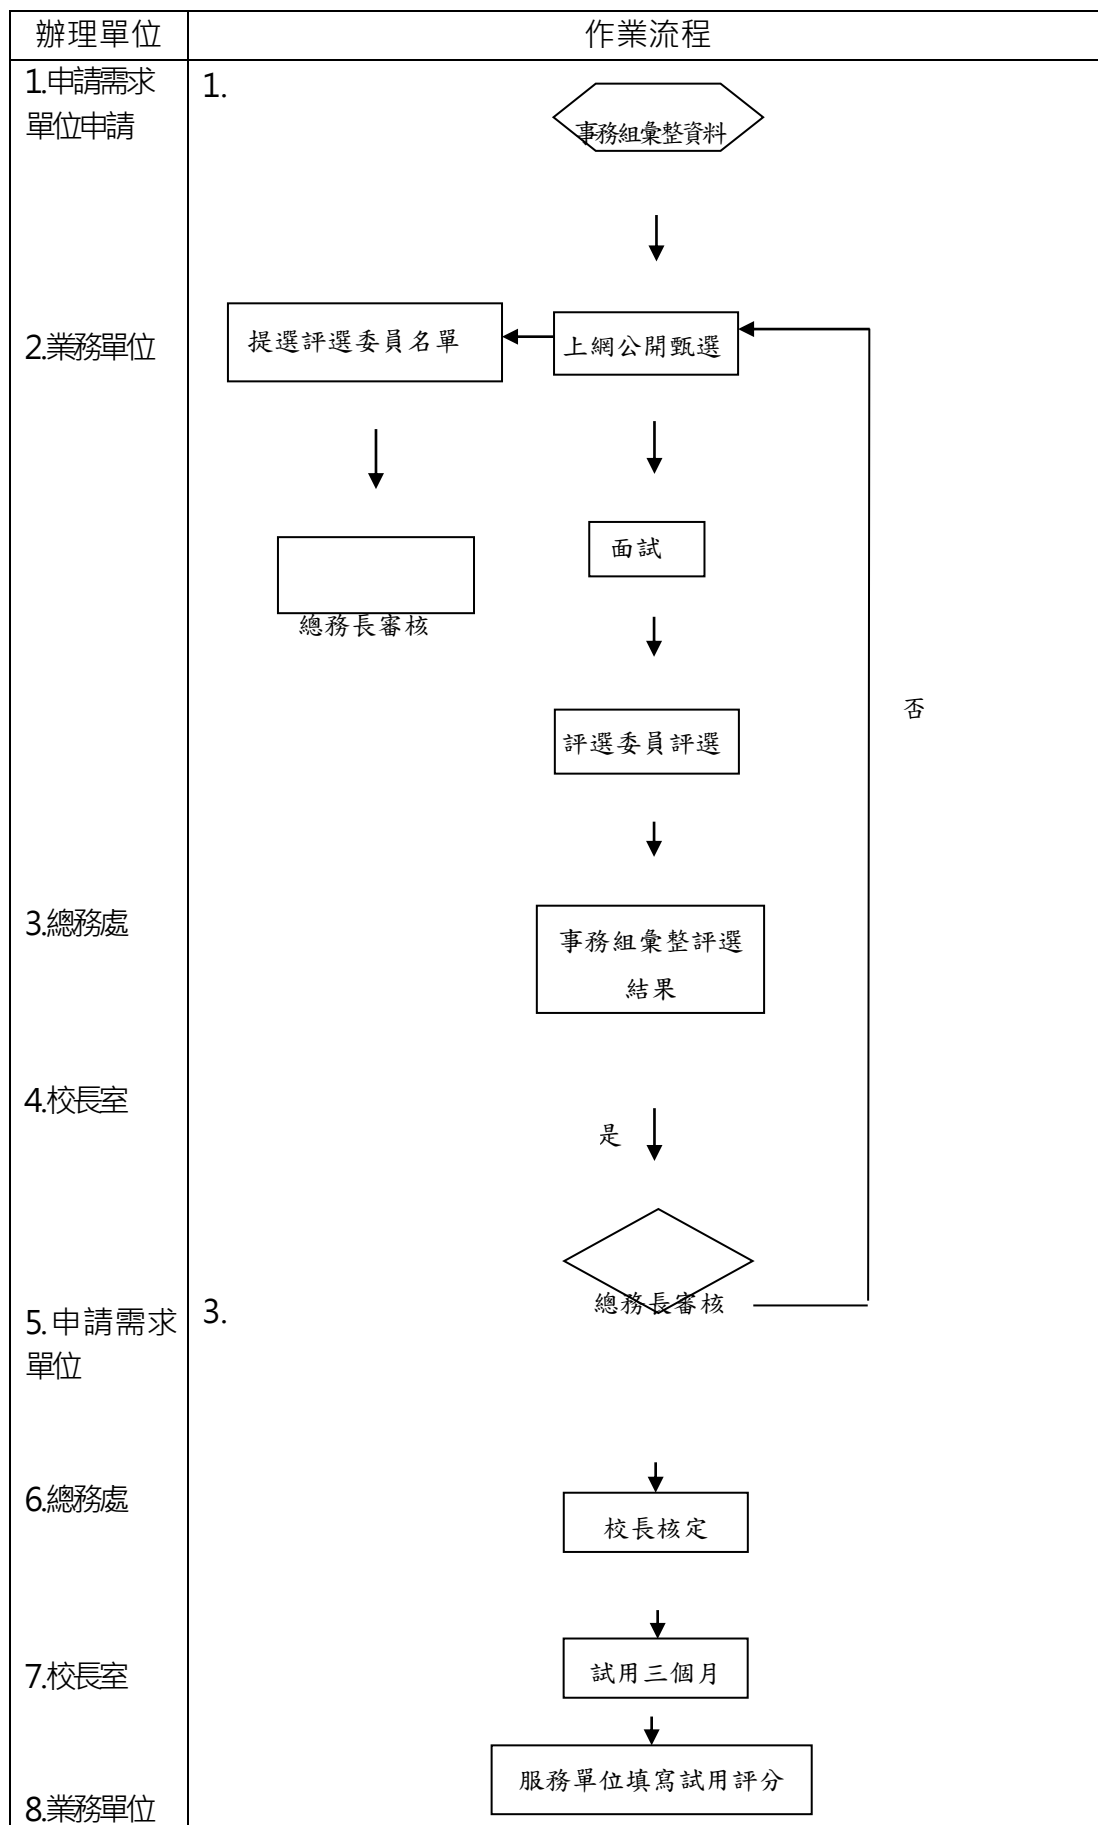 辦理單位
作業流程
1.申請需求
單位申請
1.
事務組彙整資料
2.業務單位
提選評選委員名單
上網公開甄選
面試
總務長審核
否
評選委員評選
3.總務處
事務組彙整評選
結果
4.校長室
是
總務長審核
5.申請需求
單位
3.
6.總務處
校長核定
7.校長室
試用三個月
服務單位填寫試用評分
8.業務單位